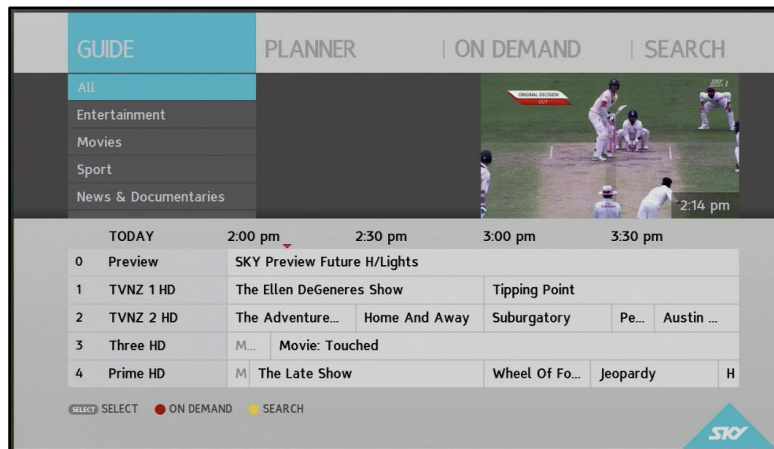 GUIDE PLANNER ON DEMAND SEARCH
All
Entertainment
Movies
Sport
News & Documentaries
ORIGINAL DECISION
OUT
2:14 pm
TODAY 2:00 pm 2:30 pm 3:00 pm 3:30 pm
0 Preview SKY Preview Future H/Lights
1 TVNZ 1 HD The Ellen DeGeneres Show Tipping Point
2 TVNZ 2 HD The Adventure... Home And Away Suburgatory Pe... Austin ...
3 Three HD M... Movie: Touched
4 Prime HD M The Late Show Wheel Of Fo... Jeopardy H
SELECT SELECT ON DEMAND SEARCH
SKY